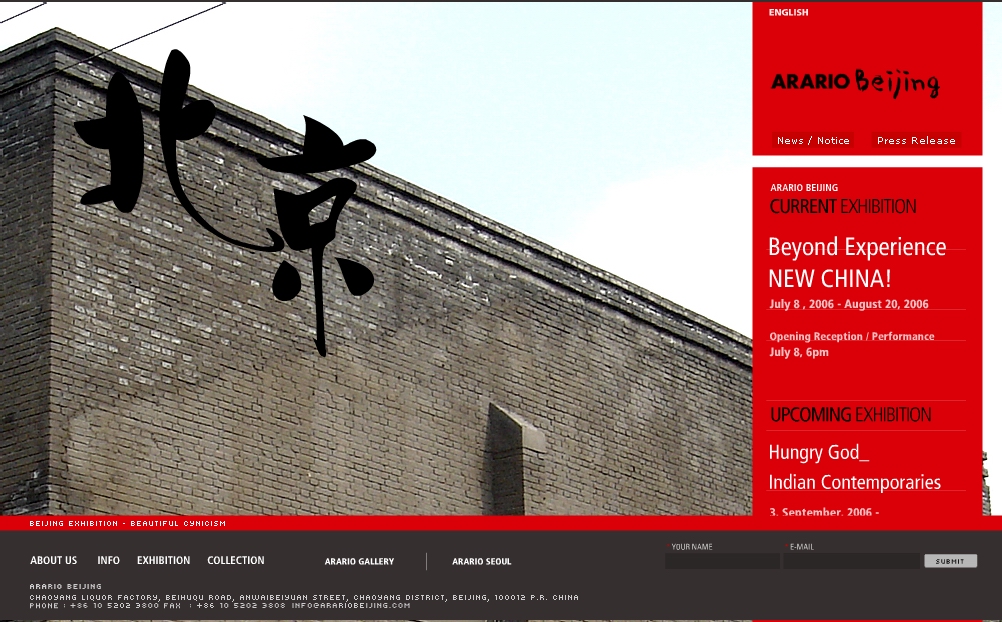 ENGLISH
ARARIO Beijing
News / Notice Press Release
北京
ARARIO BEIJING
CURRENT EXHIBITION
Beyond Experience
NEW CHINA!
July 8 , 2006 - August 20, 2006
Opening Reception / Performance
July 8, 6pm
UPCOMING EXHIBITION
Hungry God_
Indian Contemporaries
3. September. 2006 -
BEIJING EXHIBITION - BEAUTIFUL CYNICISM
ABOUT US INFO EXHIBITION COLLECTION ARARIO GALLERY ARARIO SEOUL
YOUR NAME E-MAIL
SUBMIT
ARARIO BEIJING
CHAOYANG LIQUOR FACTORY, BEIHUQU ROAD, ANWAIBEIYUAN STREET, CHAOYANG DISTRICT, BEIJING, 100012 P.R. CHINA
PHONE : +86 10 5202 3800 FAX : +86 10 5202 3808 INFO@ARARIOBEIJING.COM